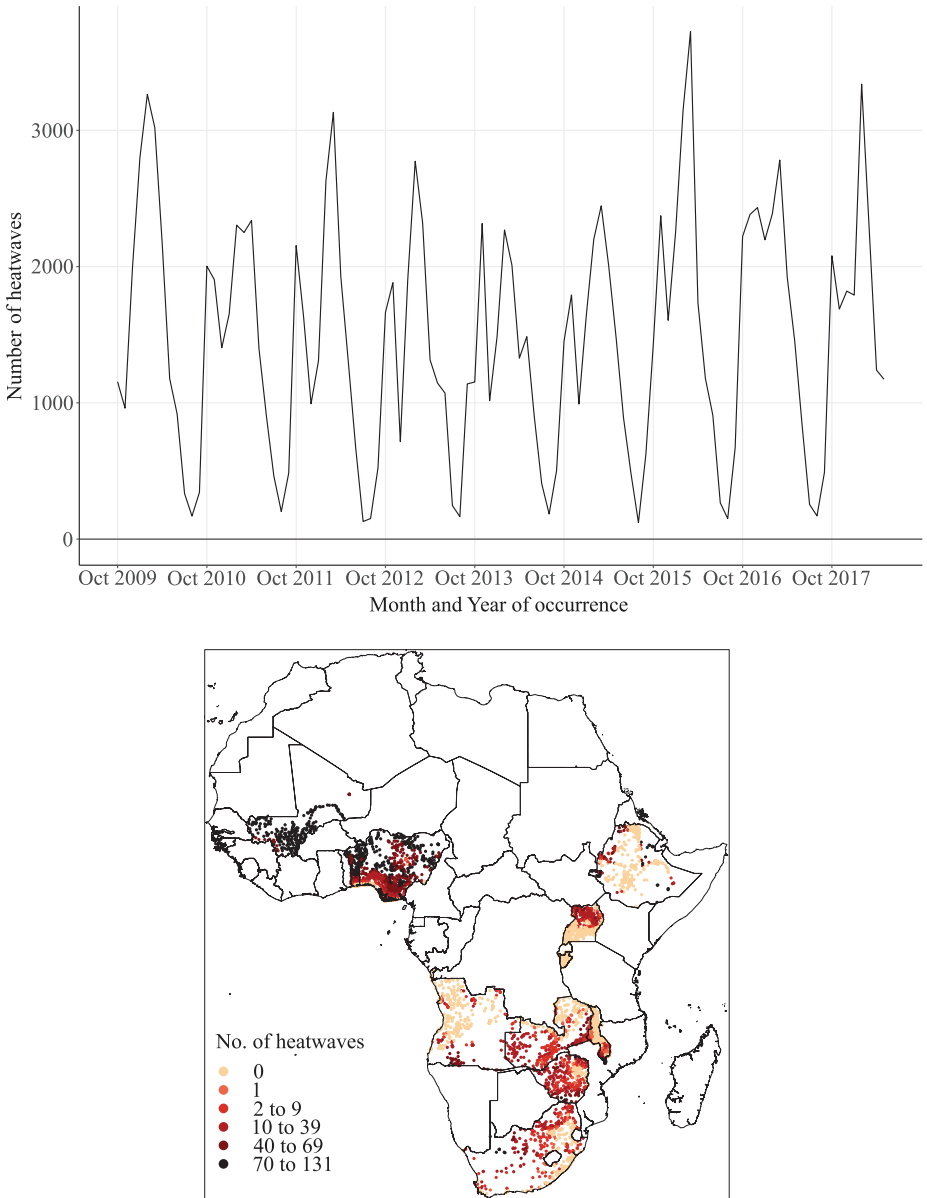 Number of heatwaves
3000
2000
1000
0
Oct 2009 Oct 2010 Oct 2011 Oct 2012 Oct 2013 Oct 2014 Oct 2015 Oct 2016 Oct 2017
Month and Year of occurrence
No. of heatwaves
0
1
2 to 9
10 to 39
40 to 69
70 to 131